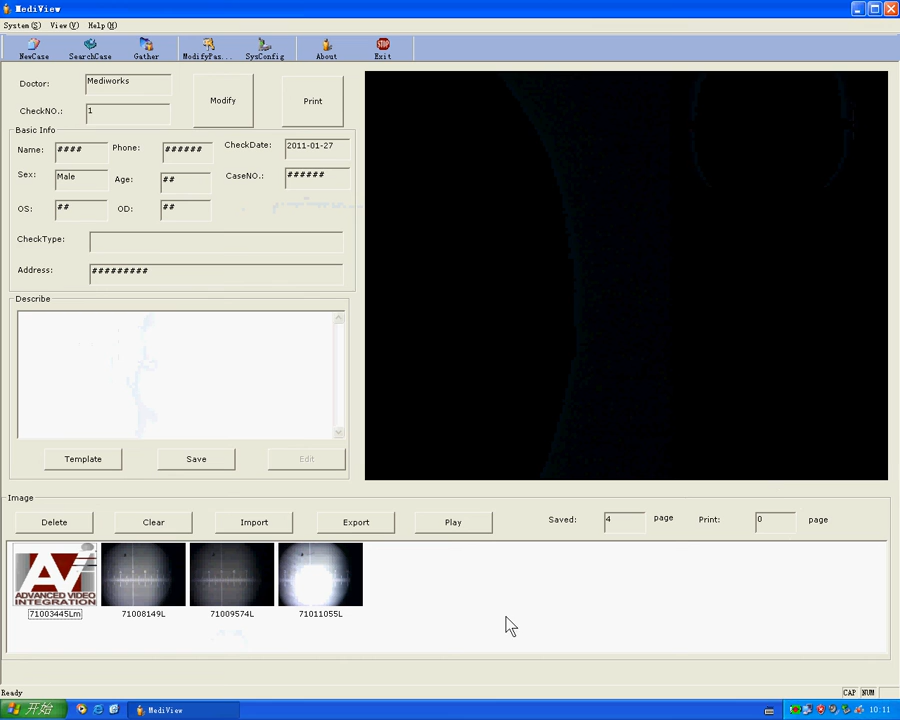 MediView
System(S) View(V) Help(H)
NewCase SearchCase Gather ModifyPas... SysConfig About Exit
STOP
Doctor: Mediworks
CheckNO.: 1
Modify Print
Basic Info
Name: #### Phone: ###### CheckDate: 2011-01-27
Sex: Male Age: ## CaseNO.: ######
OS: ## OD: ##
CheckType:
Address: #########
Describe
Template Save Edit
Image
Delete Clear Import Export Play Saved: 4 page Print: 0 page
AVI
ADVANCED VIDEO
INTEGRATION
71003445Lm 71008149L 71009574L 71011055L
Ready CAP NUM
开始 MediView 10:11